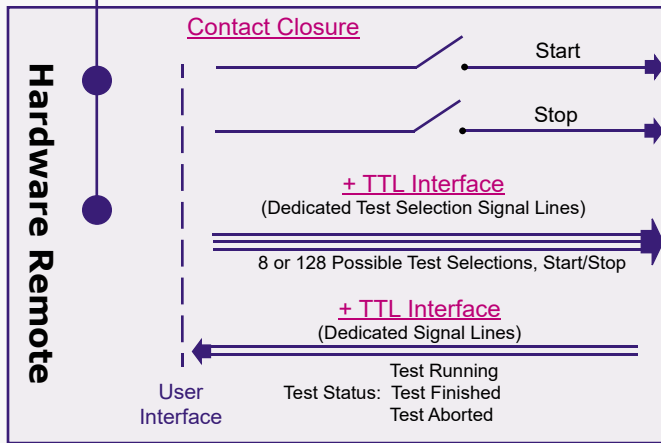 Hardware Remote
Contact Closure
Start
Stop
+ TTL Interface
(Dedicated Test Selection Signal Lines)
8 or 128 Possible Test Selections, Start/Stop
+ TTL Interface
(Dedicated Signal Lines)
Test Running
Test Status: Test Finished
Test Aborted
User
Interface